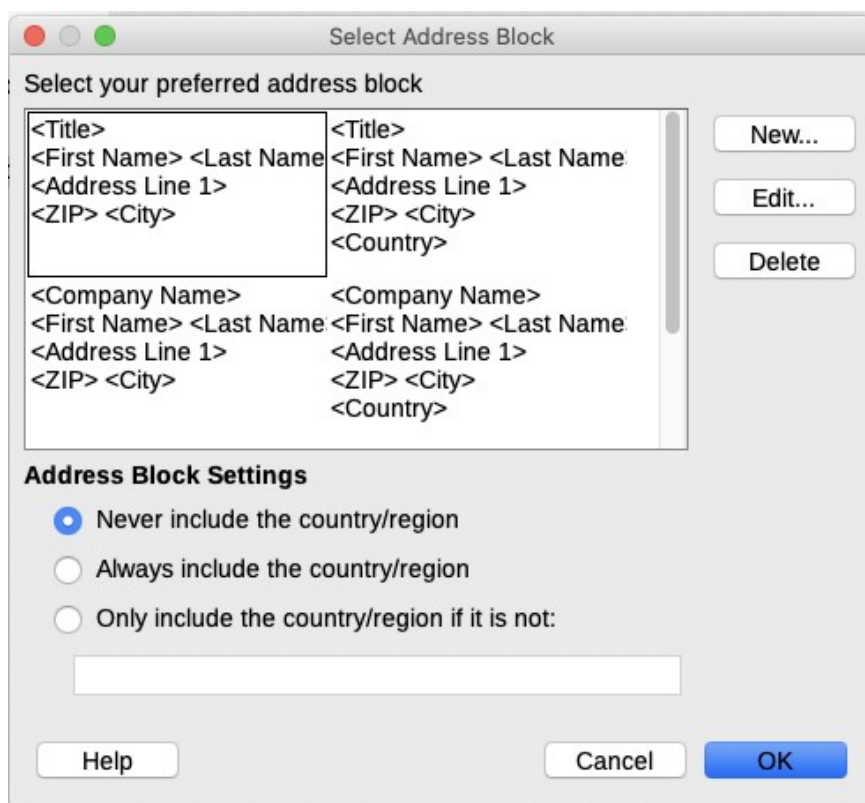 Select Address Block
Select your preferred address block
<Title>
<First Name> <Last Name
<Address Line 1>
<ZIP> <City>
<Title>
<First Name> <Last Name
<Address Line 1>
<ZIP> <City>
<Country>
<Company Name>
<First Name> <Last Name
<Address Line 1>
<ZIP> <City>
<Company Name>
<First Name> <Last Name
<Address Line 1>
<ZIP> <City>
<Country>
New...
Edit...
Delete
Address Block Settings
Never include the country/region
Always include the country/region
Only include the country/region if it is not:
Help
Cancel
OK